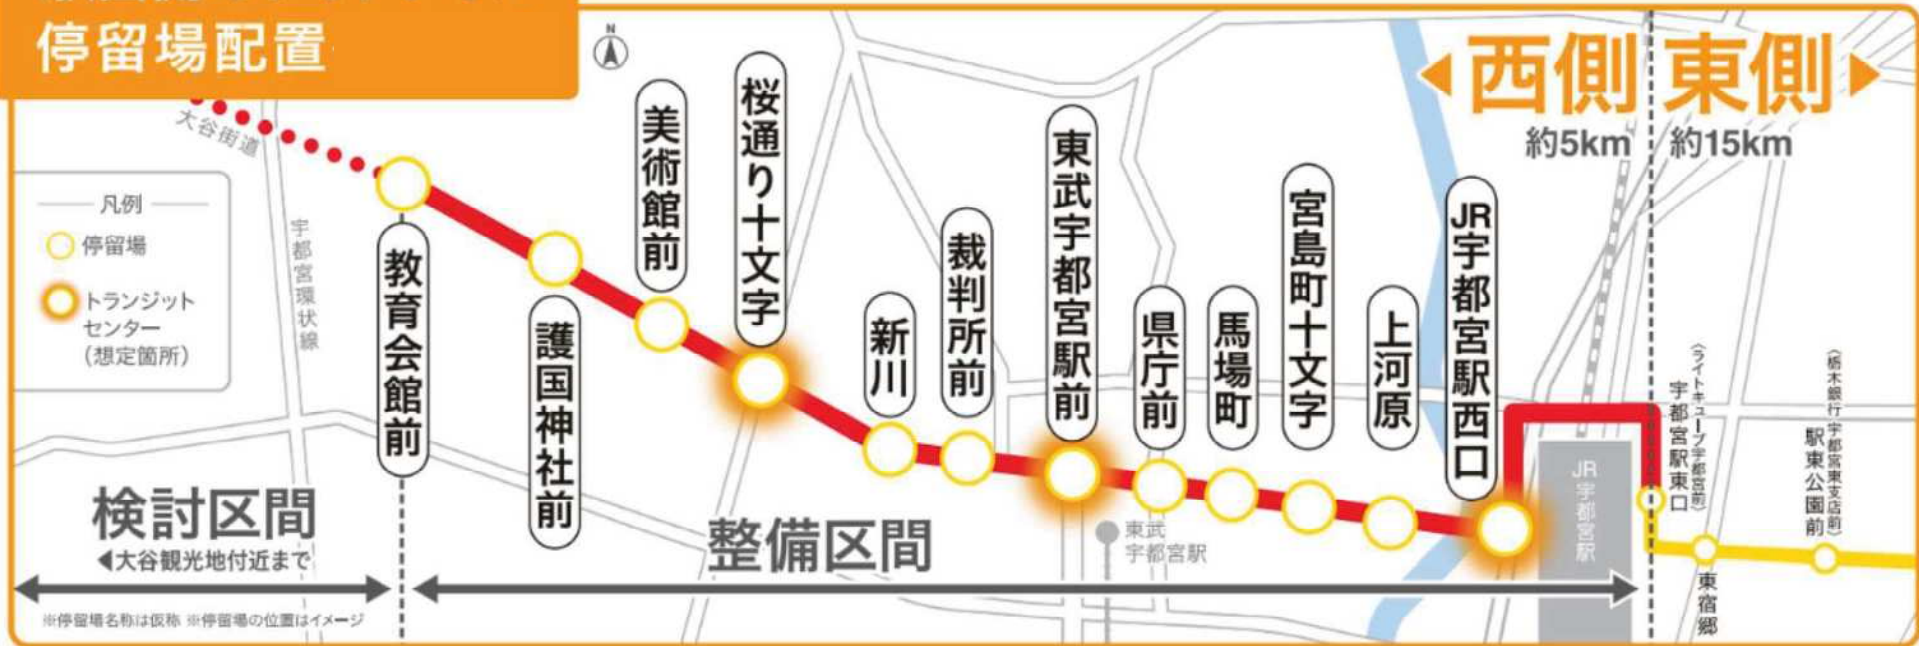 停留場配置
N
西側
東側
約5km
約15km
大谷街道
凡例
停留場
トランジット
センター
(想定箇所)
宇都宮環状線
教育会館前
護国神社前
美術館前
桜通り十文字
新川
裁判所前
東武宇都宮駅前
県庁前
馬場町
宮島町十文字
上河原
JR宇都宮駅西口
JR宇都宮駅
〈ライトキューブ宇都宮前〉
宇都宮駅東口
東宿郷
〈栃木銀行 宇都宮東支店前〉
駅東公園前
東武
宇都宮駅
検討区間
大谷観光地付近まで
整備区間
※停留場名称は仮称 ※停留場の位置はイメージ